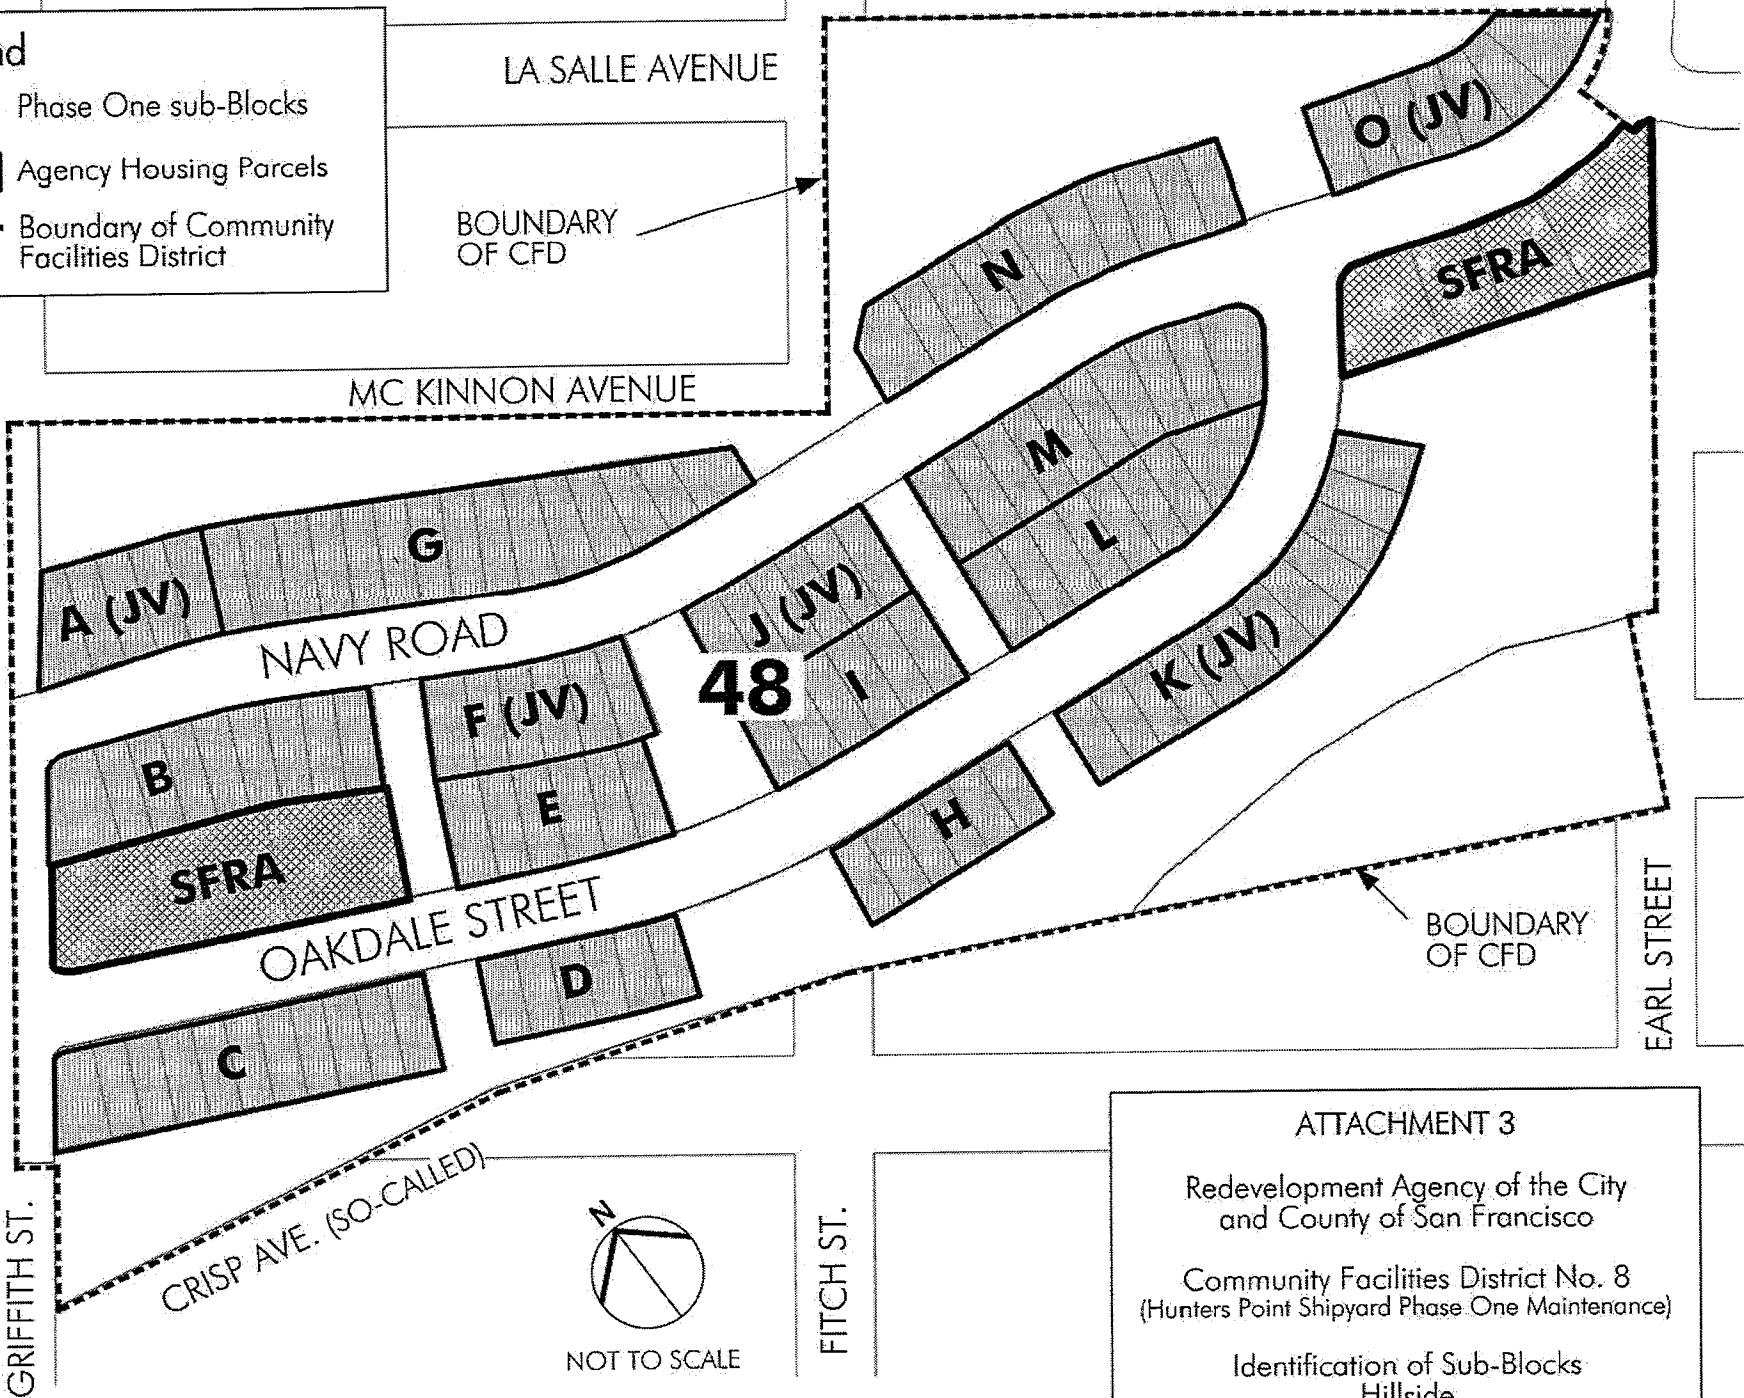 nd
Phase One sub-Blocks
Agency Housing Parcels
Boundary of Community
Facilities District
LA SALLE AVENUE
BOUNDARY
OF CFD
MC KINNON AVENUE
O (JV)
N
SFRA
M
L
G
A (JV)
NAVY ROAD
J (JV)
I
48
K (JV)
F (JV)
B
E
H
SFRA
OAKDALE STREET
D
C
BOUNDARY
OF CFD
EARL STREET
CRISP AVE. (SO-CALLED)
GRIFFITH ST.
FITCH ST.
N
NOT TO SCALE
ATTACHMENT 3
Redevelopment Agency of the City
and County of San Francisco
Community Facilities District No. 8
(Hunters Point Shipyard Phase One Maintenance)
Identification of Sub-Blocks
Hillside